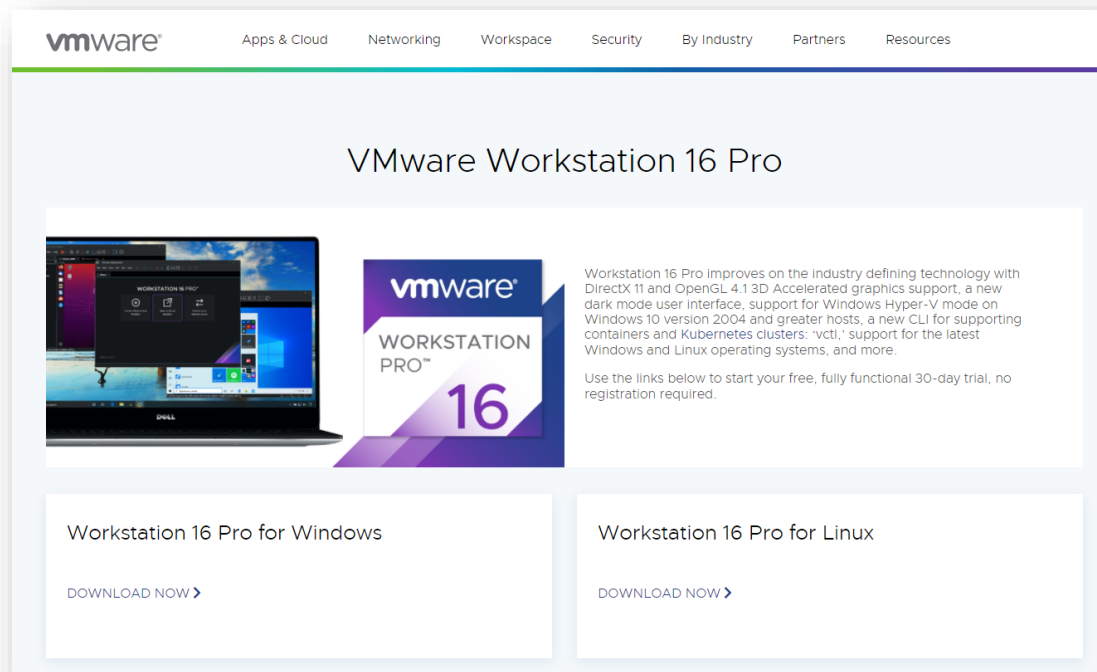 vmware®
Apps & Cloud Networking Workspace Security By Industry Partners Resources
VMware Workstation 16 Pro
WORKSTATION 16 PRO™
DELL
vmware®
WORKSTATION
PRO™
16
Workstation 16 Pro improves on the industry defining technology with
DirectX 11 and OpenGL 4.1 3D Accelerated graphics support, a new
dark mode user interface, support for Windows Hyper-V mode on
Windows 10 version 2004 and greater hosts, a new CLI for supporting
containers and Kubernetes clusters: ‘vctl,’ support for the latest
Windows and Linux operating systems, and more.
Use the links below to start your free, fully functional 30-day trial, no
registration required.
Workstation 16 Pro for Windows
DOWNLOAD NOW
Workstation 16 Pro for Linux
DOWNLOAD NOW